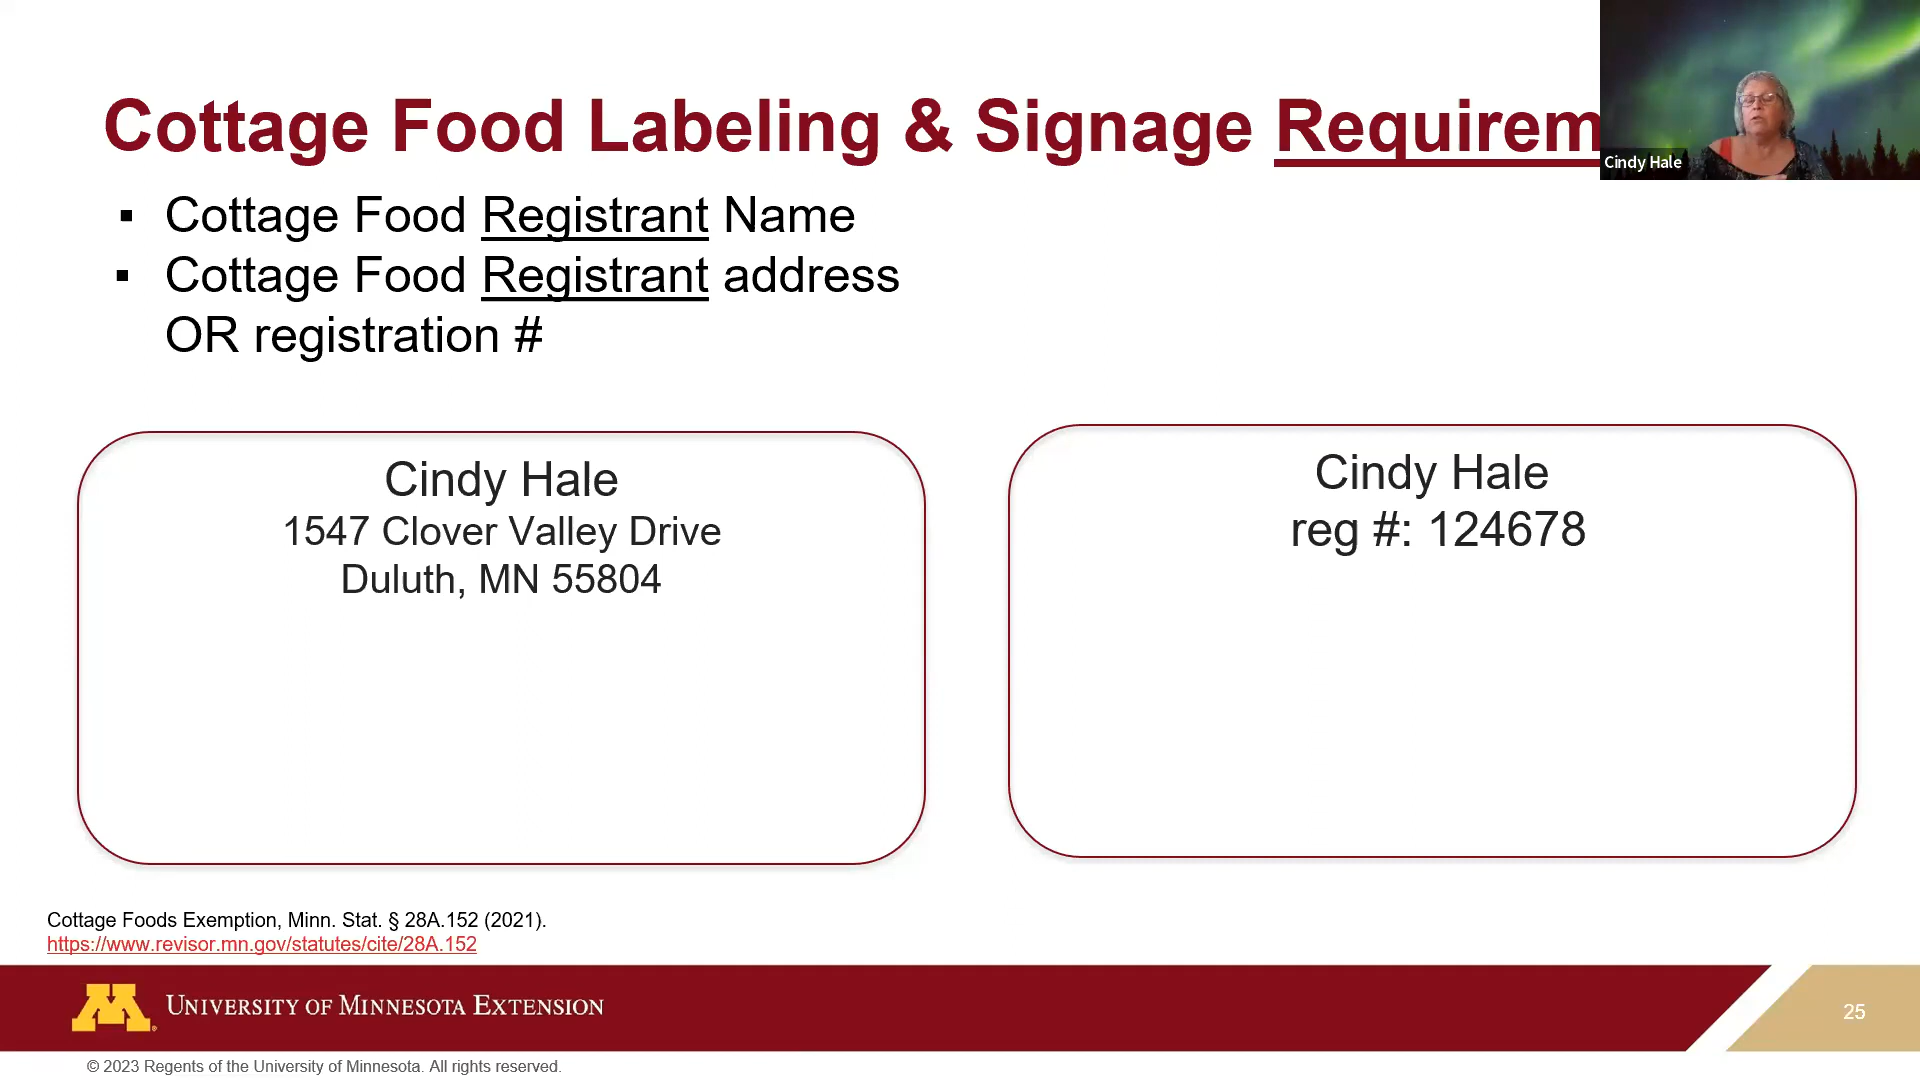 Cottage Food Labeling & Signage Requirem
Cindy Hale
▪ Cottage Food Registrant Name
▪ Cottage Food Registrant address
OR registration #
Cindy Hale
1547 Clover Valley Drive
Duluth, MN 55804
Cindy Hale
reg #: 124678
Cottage Foods Exemption, Minn. Stat. § 28A.152 (2021).
https://www.revisor.mn.gov/statutes/cite/28A.152
UNIVERSITY OF MINNESOTA EXTENSION
25
© 2023 Regents of the University of Minnesota. All rights reserved.